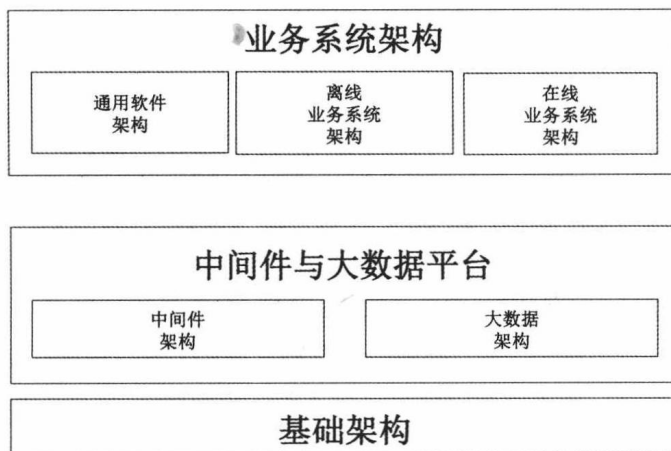 业务系统架构
通用软件
架构
离线
业务系统
架构
在线
业务系统
架构
中间件与大数据平台
中间件
架构
大数据
架构
基础架构